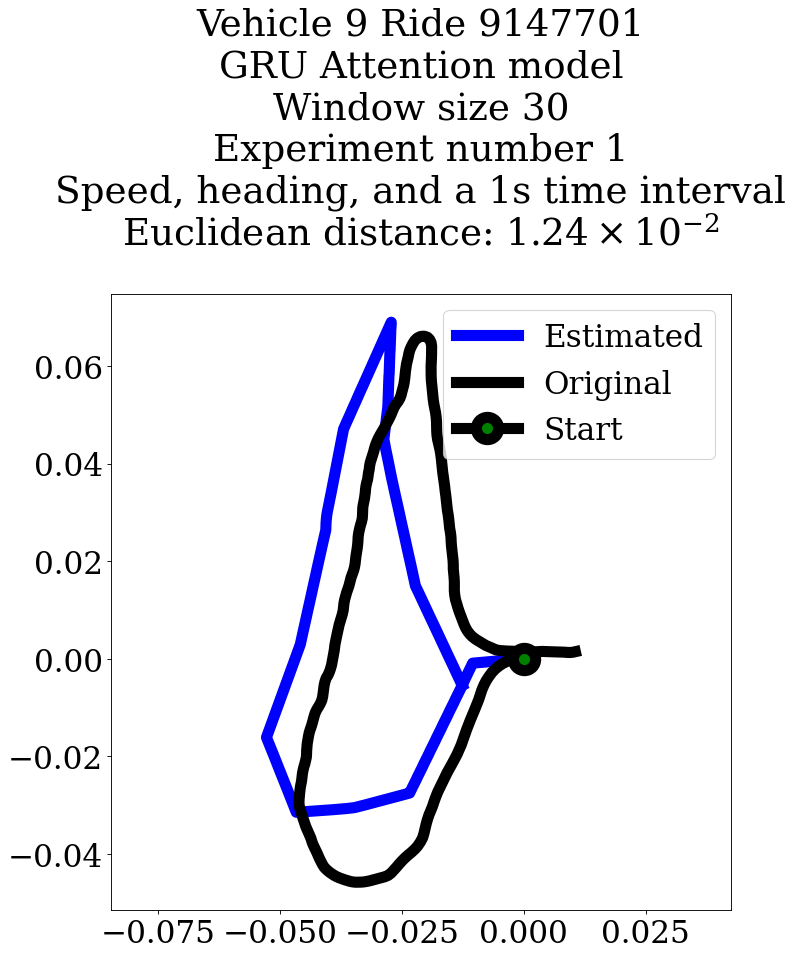 Vehicle 9 Ride 9147701
GRU Attention model
Window size 30
Experiment number 1
Speed, heading, and a 1s time interval
Euclidean distance: 1.24 × 10⁻²
Estimated
Original
Start
0.06
0.04
0.02
0.00
−0.02
−0.04
−0.075 −0.050 −0.025 0.000 0.025